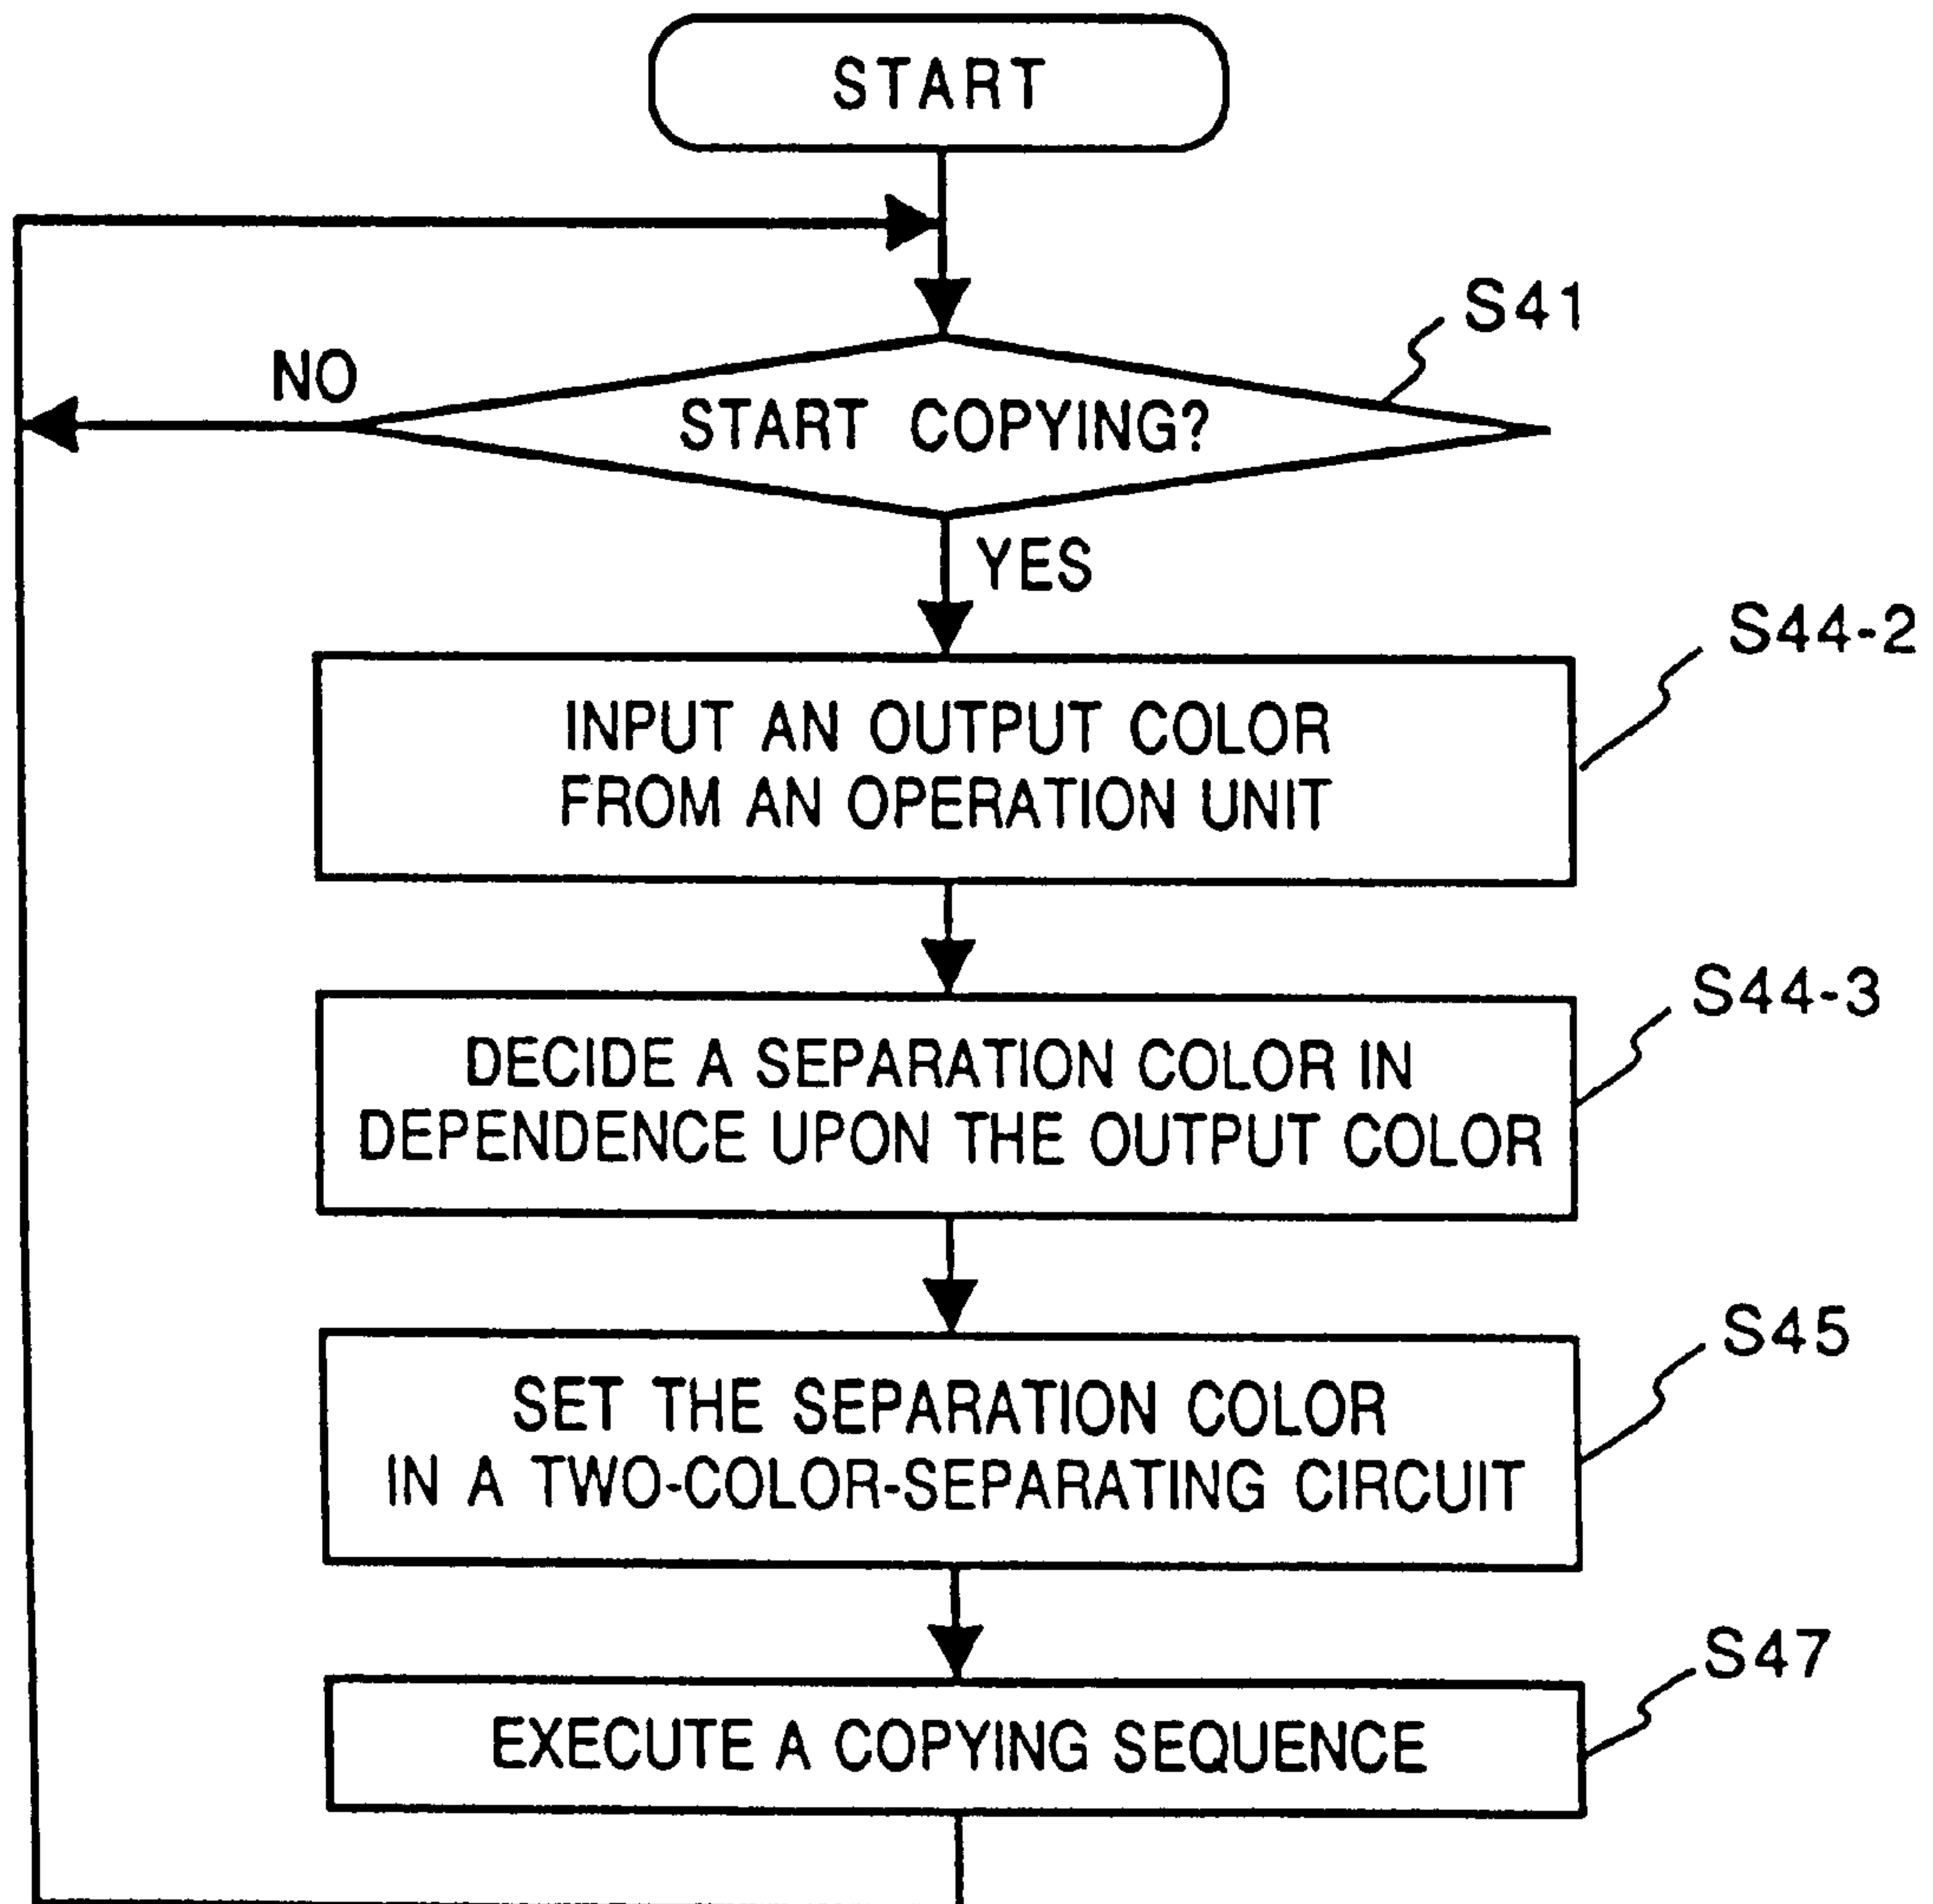 START
S41
NO
START COPYING?
YES
S44-2
INPUT AN OUTPUT COLOR
FROM AN OPERATION UNIT
S44-3
DECIDE A SEPARATION COLOR IN
DEPENDENCE UPON THE OUTPUT COLOR
S45
SET THE SEPARATION COLOR
IN A TWO-COLOR-SEPARATING CIRCUIT
S47
EXECUTE A COPYING SEQUENCE